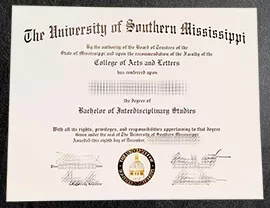 The University of Southern Mississippi
By the authority of the Board of Trustees of the
State of Mississippi and upon the recommendation of the Faculty of the
College of Arts and Letters
has conferred upon
the degree of
Bachelor of Interdisciplinary Studies
With all its rights, privileges, and responsibilities appertaining to that degree
Given under the seal of The University of Southern Mississippi,
Awarded this eighth day of December,